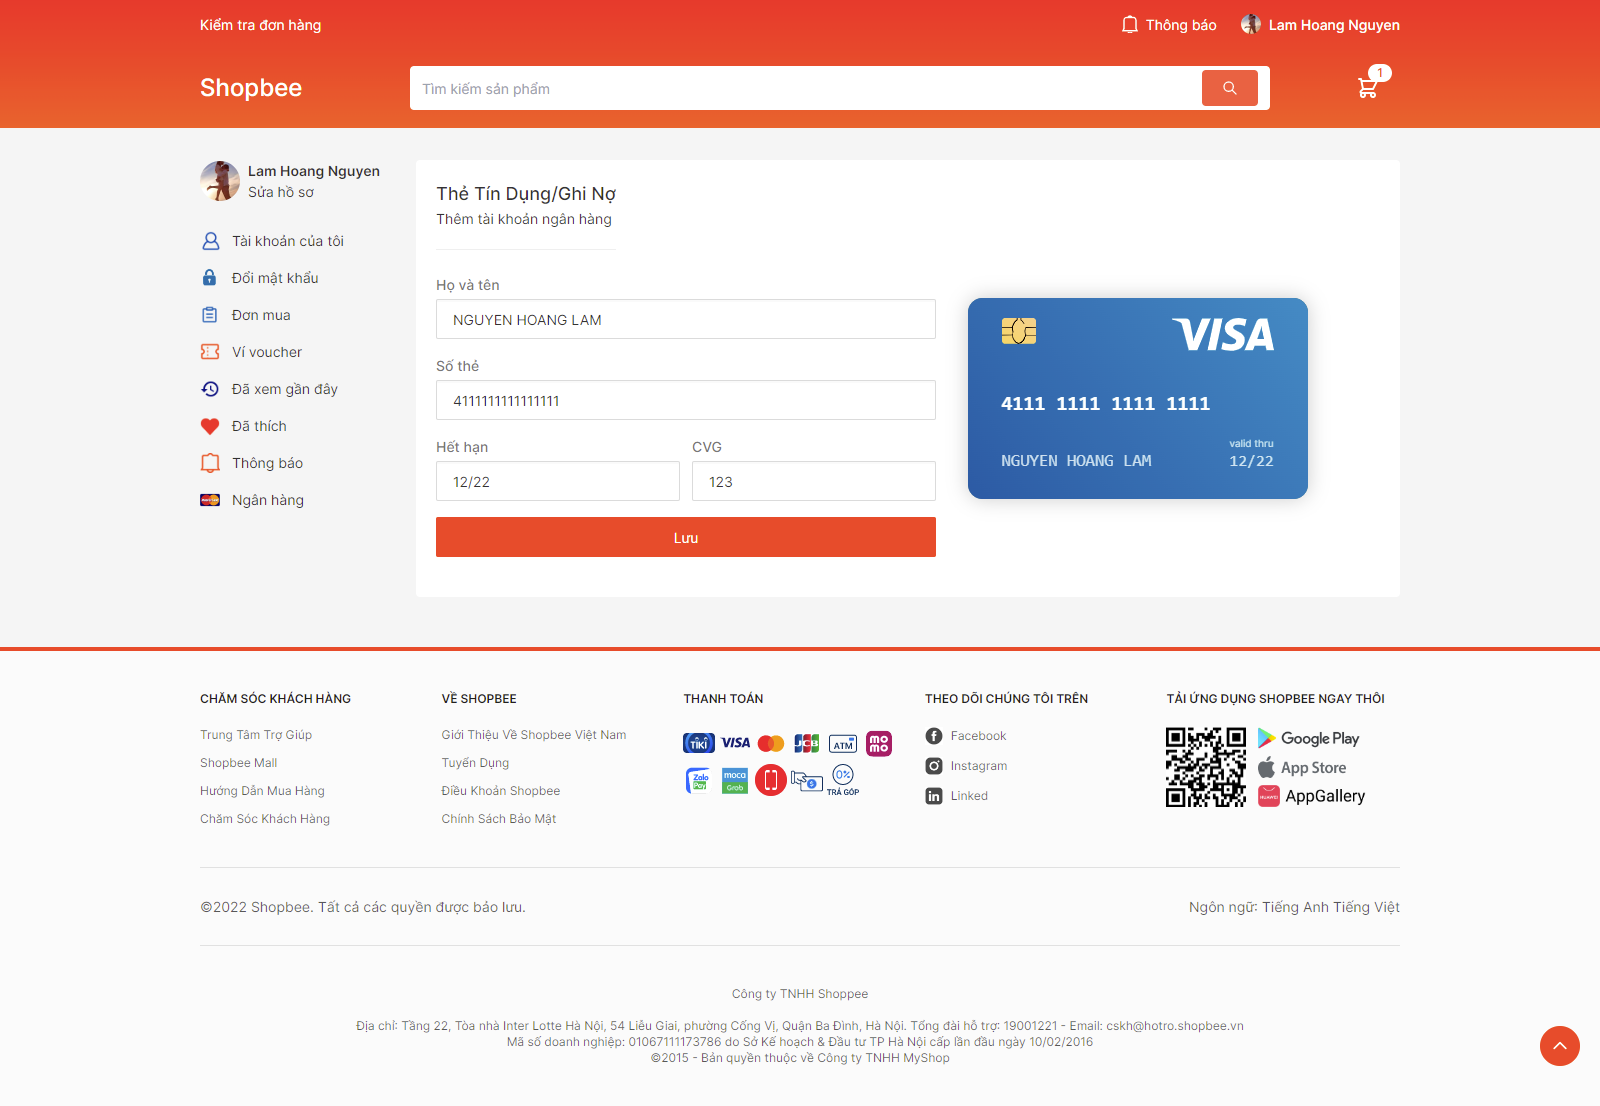 Kiểm tra đơn hàng
Thông báo
Lam Hoang Nguyen
Shopbee
Tìm kiếm sản phẩm
1
Lam Hoang Nguyen
Sửa hồ sơ
Tài khoản của tôi
Đổi mật khẩu
Đơn mua
Ví voucher
Đã xem gần đây
Đã thích
Thông báo
Ngân hàng
Thẻ Tín Dụng/Ghi Nợ
Thêm tài khoản ngân hàng
Họ và tên
NGUYEN HOANG LAM
Số thẻ
4111111111111111
Hết hạn
CVG
12/22
123
Lưu
VISA
4111 1111 1111 1111
valid thru
NGUYEN HOANG LAM
12/22
CHĂM SÓC KHÁCH HÀNG
Trung Tâm Trợ Giúp
Shopbee Mall
Hướng Dẫn Mua Hàng
Chăm Sóc Khách Hàng
VỀ SHOPBEE
Giới Thiệu Về Shopbee Việt Nam
Tuyển Dụng
Điều Khoản Shopbee
Chính Sách Bảo Mật
THANH TOÁN
TIKI
VISA
JCB
ATM
mo mo
Zalo Pay
moca Grab
0%
TRẢ GÓP
THEO DÕI CHÚNG TÔI TRÊN
Facebook
Instagram
Linked
TẢI ỨNG DỤNG SHOPBEE NGAY THÔI
Google Play
App Store
HUAWEI AppGallery
©2022 Shopbee. Tất cả các quyền được bảo lưu.
Ngôn ngữ: Tiếng Anh Tiếng Việt
Công ty TNHH Shoppee
Địa chỉ: Tầng 22, Tòa nhà Inter Lotte Hà Nội, 54 Liễu Giai, phường Cống Vị, Quận Ba Đình, Hà Nội. Tổng đài hỗ trợ: 19001221 - Email: cskh@hotro.shopbee.vn
Mã số doanh nghiệp: 01067111173786 do Sở Kế hoạch & Đầu tư TP Hà Nội cấp lần đầu ngày 10/02/2016
©2015 - Bản quyền thuộc về Công ty TNHH MyShop